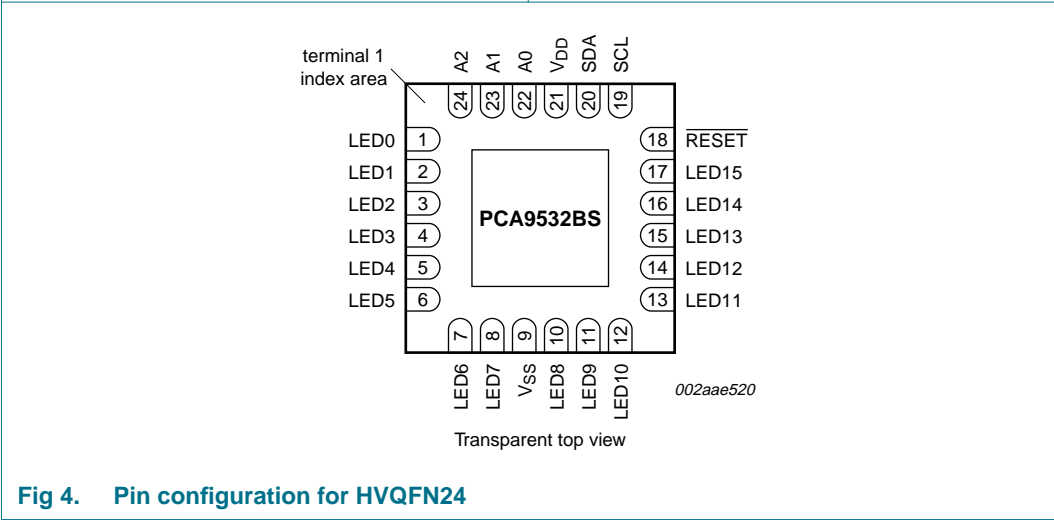 terminal 1
index area
A2 A1 A0 VDD SDA SCL
24 23 22 21 20 19
LED0 1 18 RESET
LED1 2 17 LED15
LED2 3 16 LED14
LED3 4 15 LED13
LED4 5 14 LED12
LED5 6 13 LED11
PCA9532BS
7 8 9 10 11 12
LED6 LED7 VSS LED8 LED9 LED10
002aae520
Transparent top view
Fig 4. Pin configuration for HVQFN24